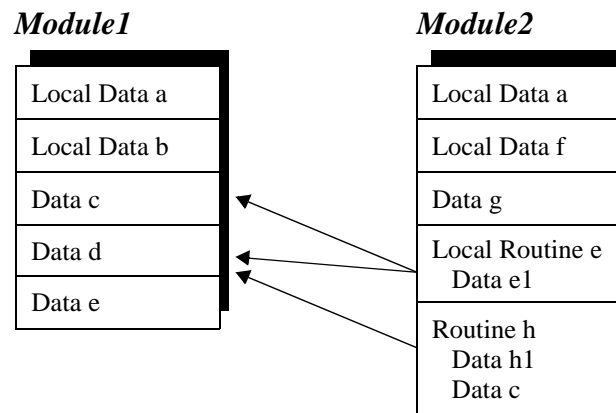 Module1
Local Data a
Local Data b
Data c
Data d
Data e
Module2
Local Data a
Local Data f
Data g
Local Routine e
Data e1
Routine h
Data h1
Data c